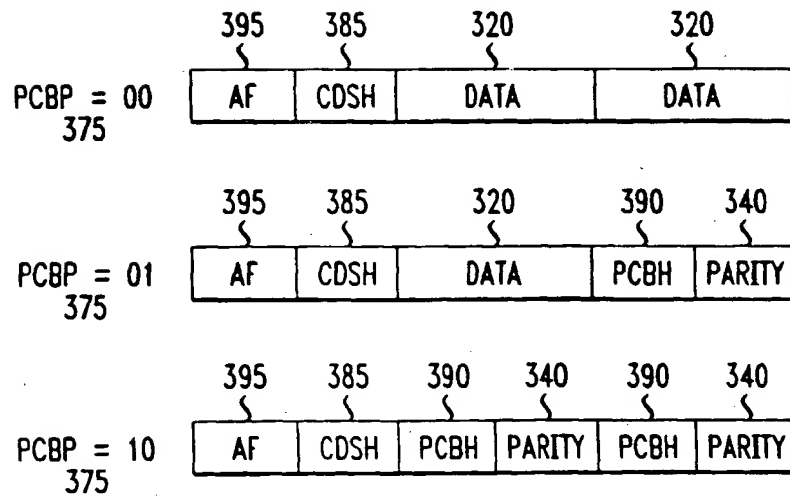 395 385 320 320
PCBP = 00 AF CDSH DATA DATA
375
395 385 320 390 340
PCBP = 01 AF CDSH DATA PCBH PARITY
375
395 385 390 340 390 340
PCBP = 10 AF CDSH PCBH PARITY PCBH PARITY
375